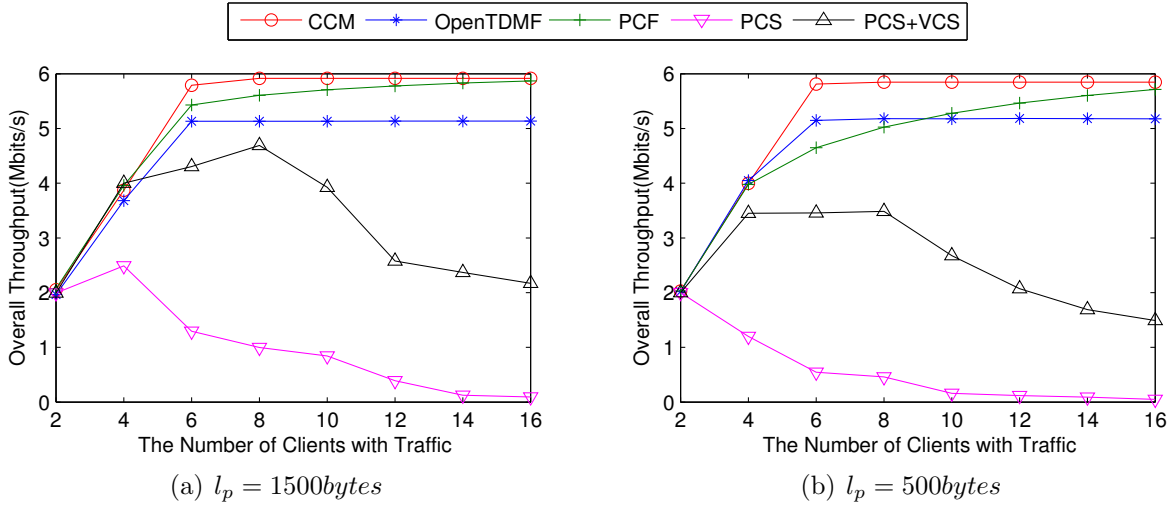 CCM OpenTDMF PCF PCS PCS+VCS
Overall Throughput(Mbits/s)
6
5
4
3
2
1
0
2 4 6 8 10 12 14 16
The Number of Clients with Traffic
(a) l_p = 1500bytes
Overall Throughput(Mbits/s)
6
5
4
3
2
1
0
2 4 6 8 10 12 14 16
The Number of Clients with Traffic
(b) l_p = 500bytes